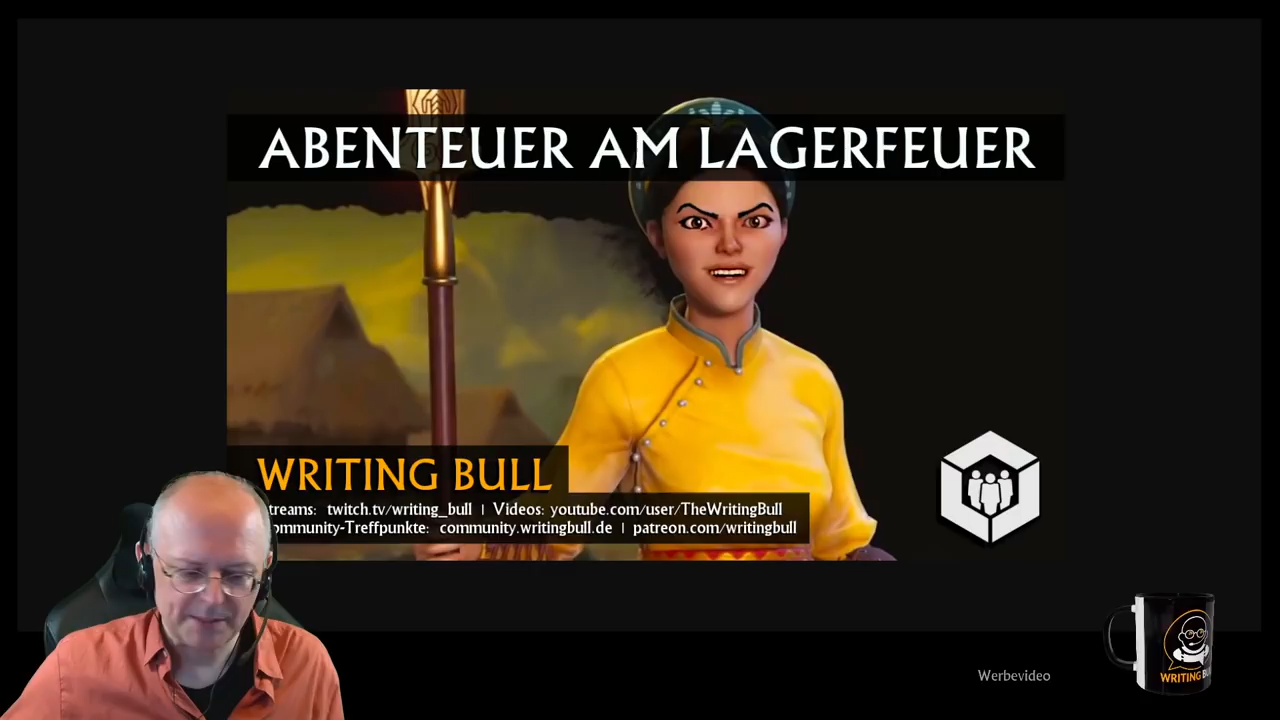 ABENTEUER AM LAGERFEUER
WRITING BULL
treams: twitch.tv/writing_bull | Videos: youtube.com/user/TheWritingBull
ommunity-Treffpunkte: community.writingbull.de | patreon.com/writingbull
Werbevideo
WRITING BU